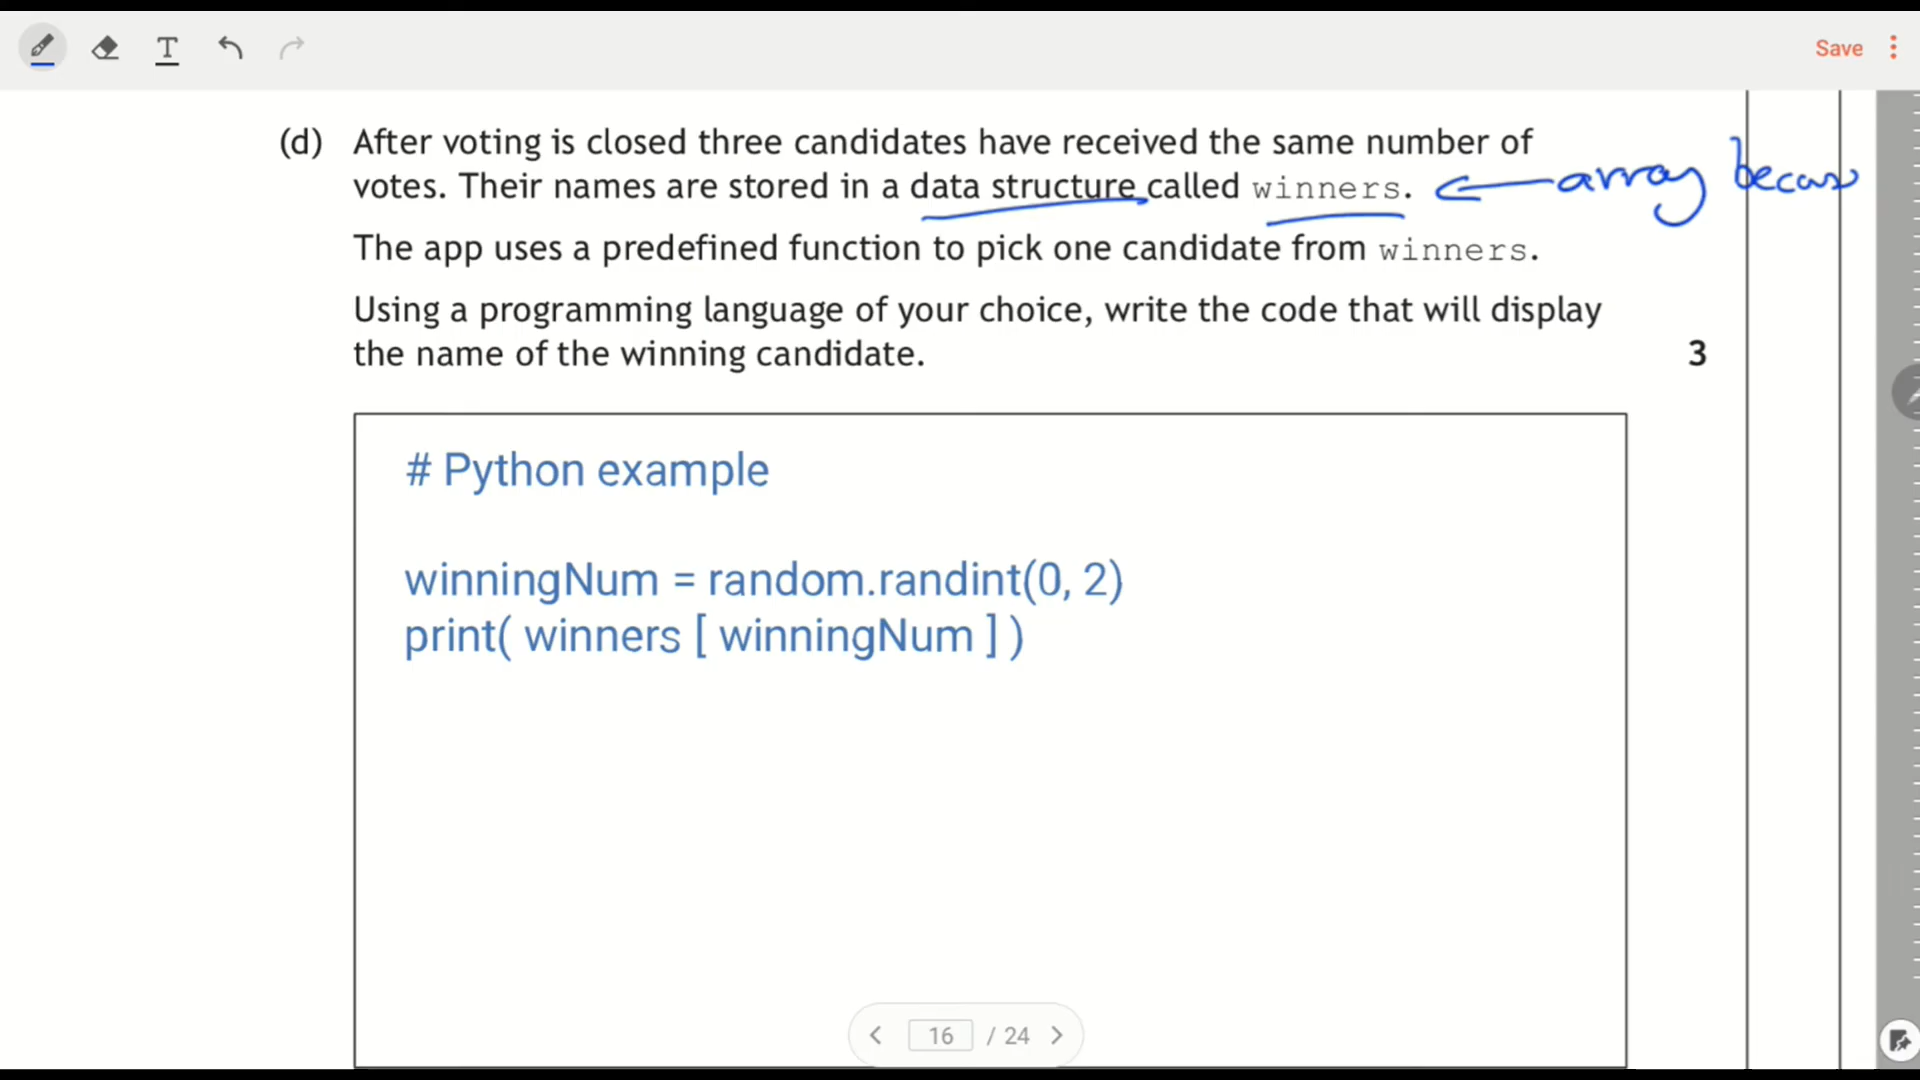 T
Save
(d) After voting is closed three candidates have received the same number of
votes. Their names are stored in a data structure called winners. array becaus
The app uses a predefined function to pick one candidate from winners.
Using a programming language of your choice, write the code that will display
the name of the winning candidate. 3
# Python example
winningNum = random.randint(0, 2)
print( winners [ winningNum ] )
16 / 24